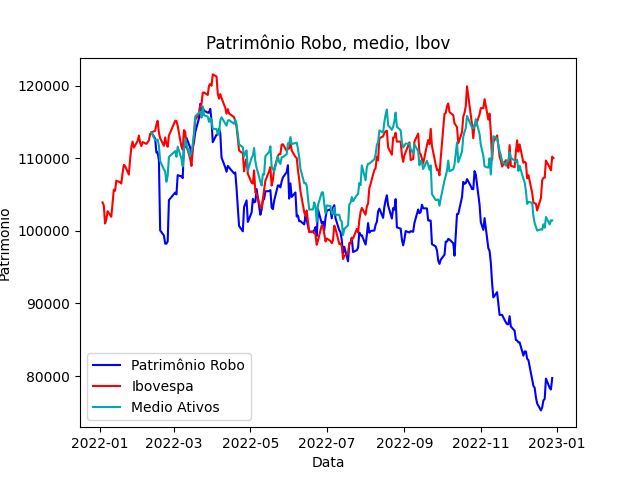 Patrimônio Robo, medio, Ibov
120000
110000
100000
90000
80000
Patrimonio
2022-01
2022-03
2022-05
2022-07
2022-09
2022-11
2023-01
Data
Patrimônio Robo
Ibovespa
Medio Ativos